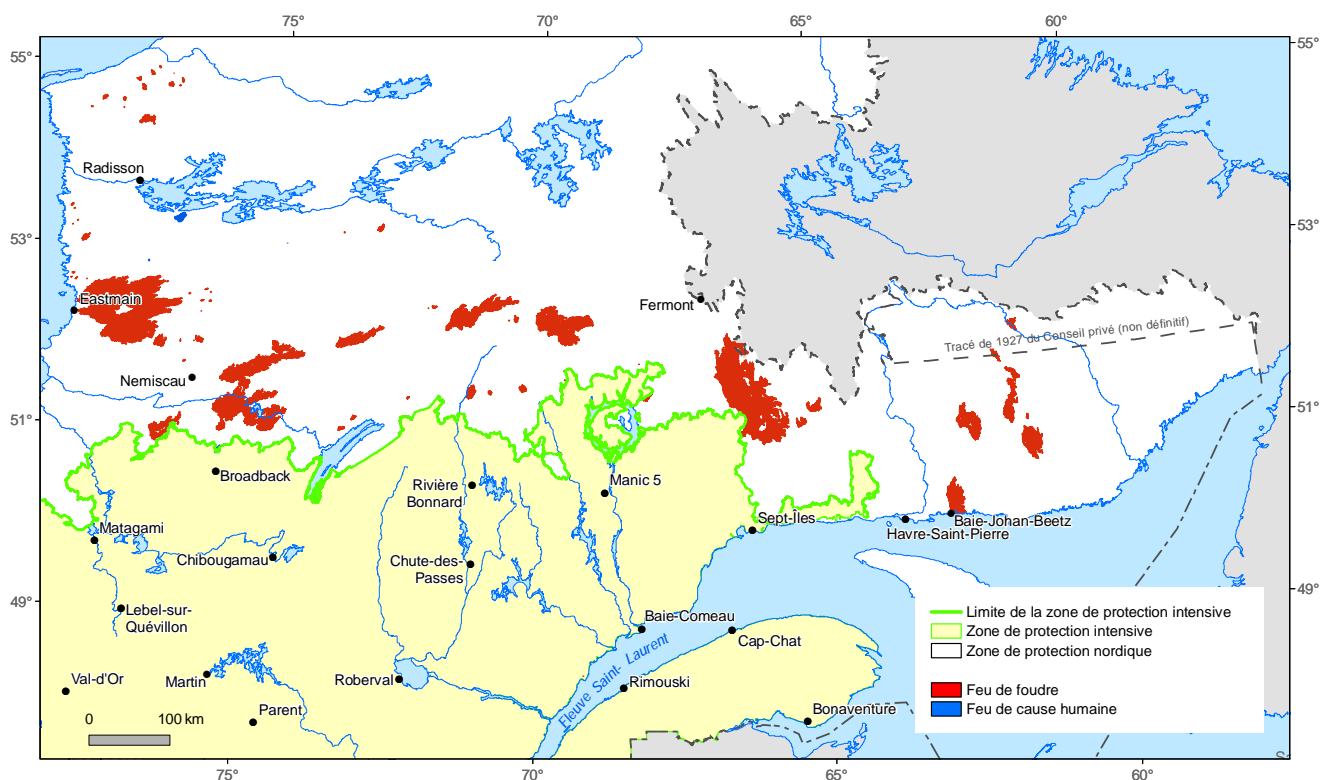 75°
70°
65°
60°
55°
55°
Radisson
53°
53°
Eastmain
Fermont
Tracé de 1927 du Conseil privé (non définitif)
Nemiscau
51°
51°
Broadback
Rivière
Bonnard
Manic 5
Matagami
Sept-Îles
Baie-Johan-Beetz
Havre-Saint-Pierre
Chibougamau
Chute-des-
Passes
49°
49°
Lebel-sur-
Quévillon
Baie-Comeau
Cap-Chat
Limite de la zone de protection intensive
Zone de protection intensive
Zone de protection nordique
Feu de foudre
Feu de cause humaine
Val-d'Or
Martin
Roberval
Fleuve Saint- Laurent
Rimouski
Parent
Bonaventure
0 100 km
75°
70°
65°
60°